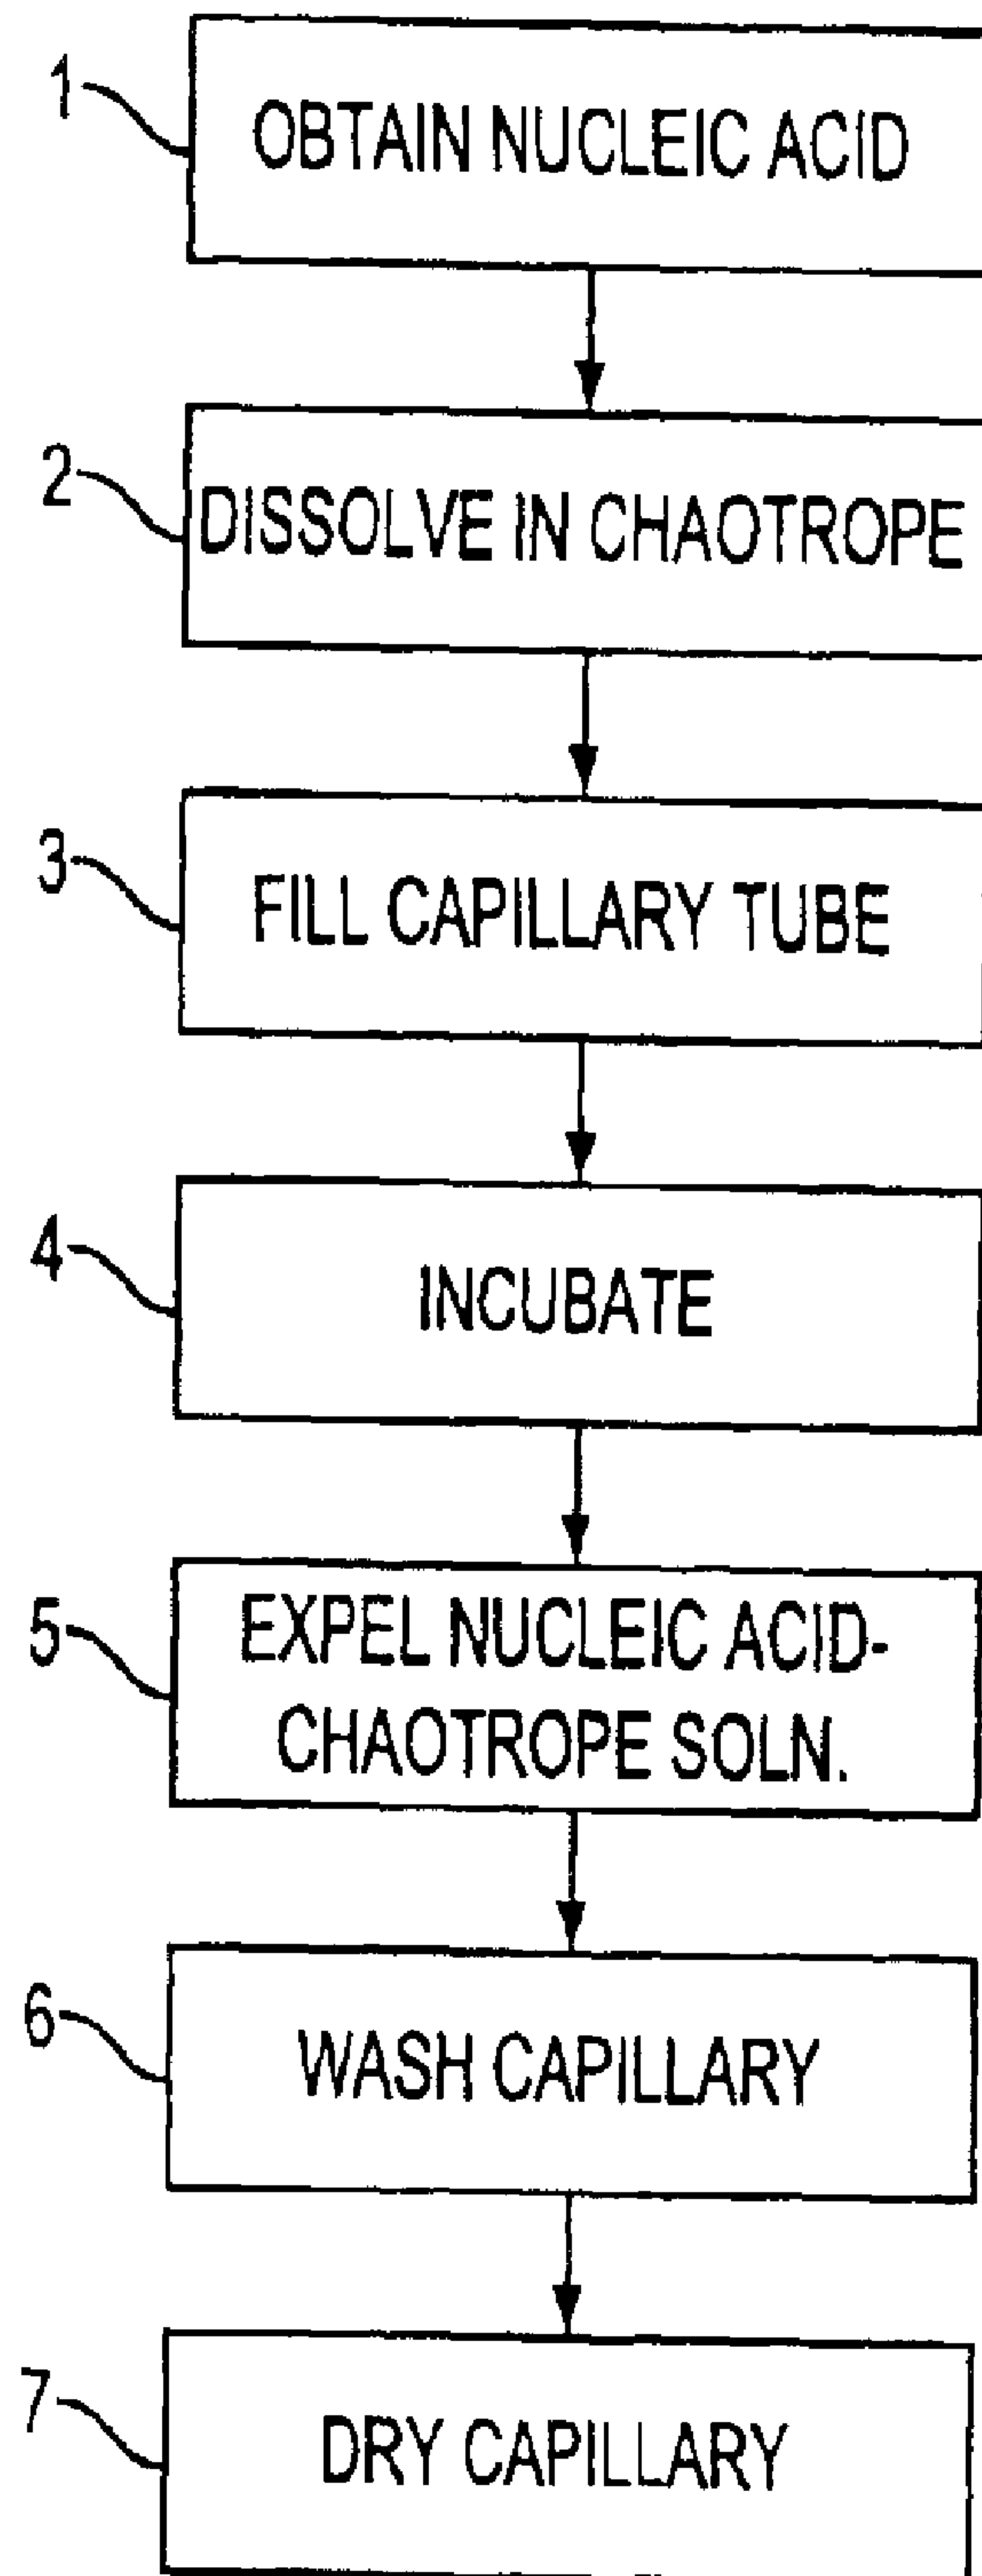 1
OBTAIN NUCLEIC ACID
2
DISSOLVE IN CHAOTROPE
3
FILL CAPILLARY TUBE
4
INCUBATE
5
EXPEL NUCLEIC ACID-
CHAOTROPE SOLN.
6
WASH CAPILLARY
7
DRY CAPILLARY